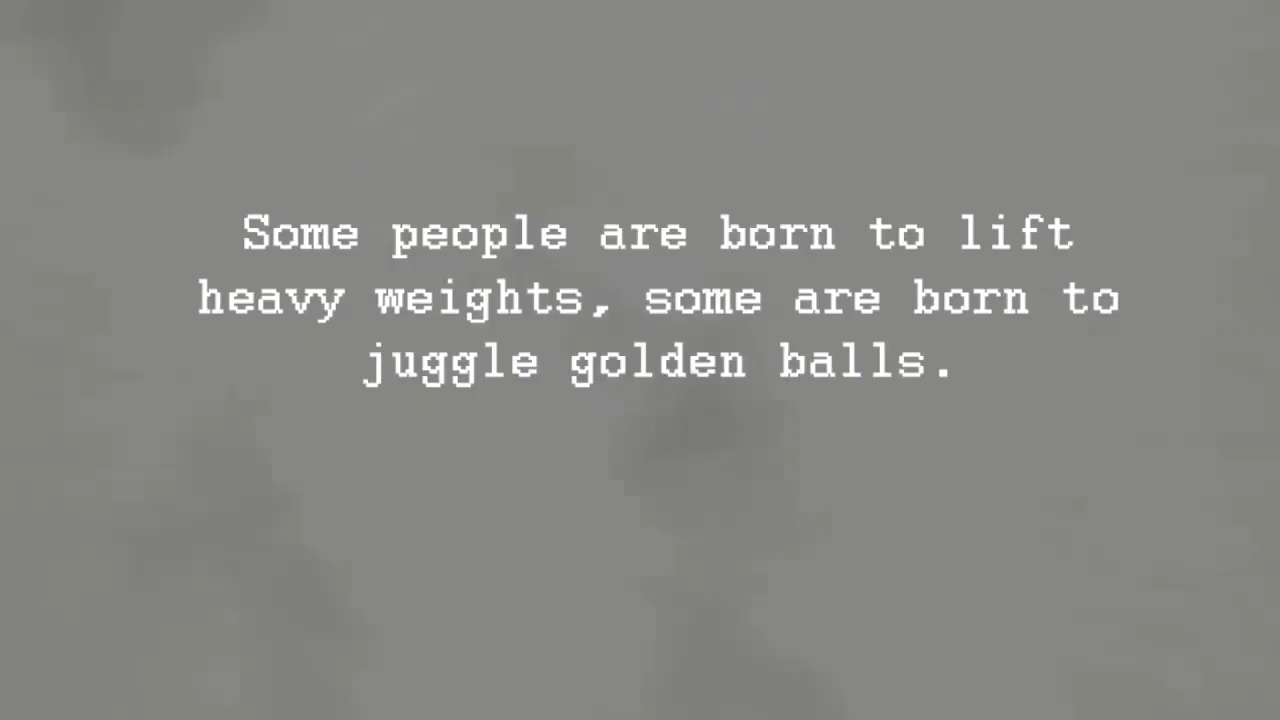 Some people are born to lift
heavy weights, some are born to
juggle golden balls.